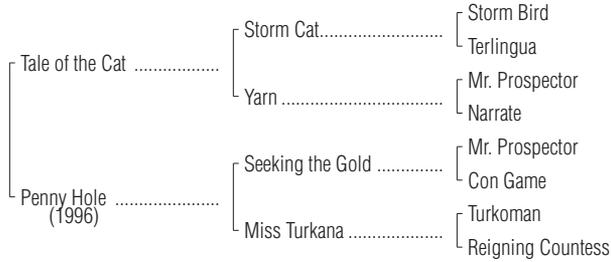 Storm Bird
Storm Cat..............................
Terlingua
Tale of the Cat ....................
Mr. Prospector
Yarn .......................................
Narrate
Mr. Prospector
Seeking the Gold ................
Con Game
Penny Hole .........................
(1996)
Turkoman
Miss Turkana .......................
Reigning Countess